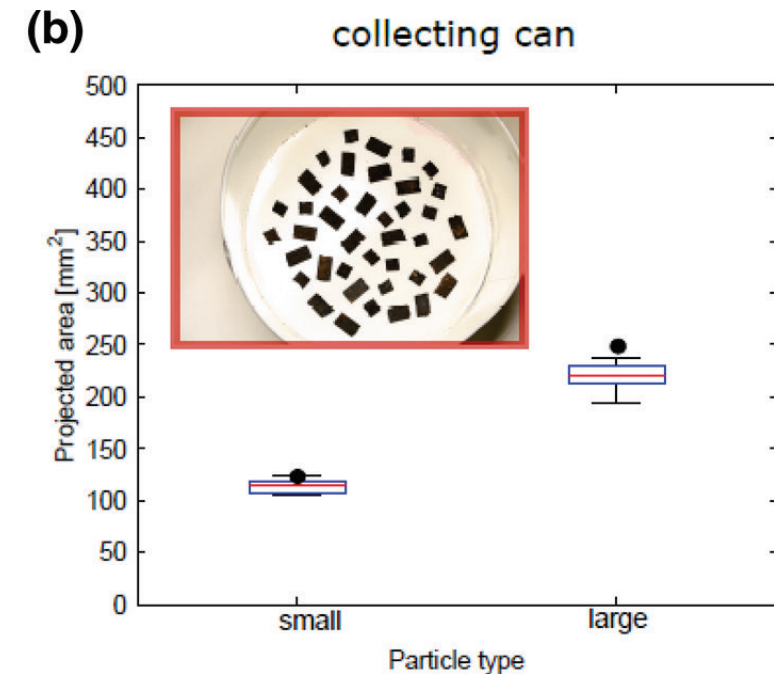 (b)
collecting can
500
450
400
350
300
250
200
150
100
50
0
Projected area [mm²]
small large
Particle type